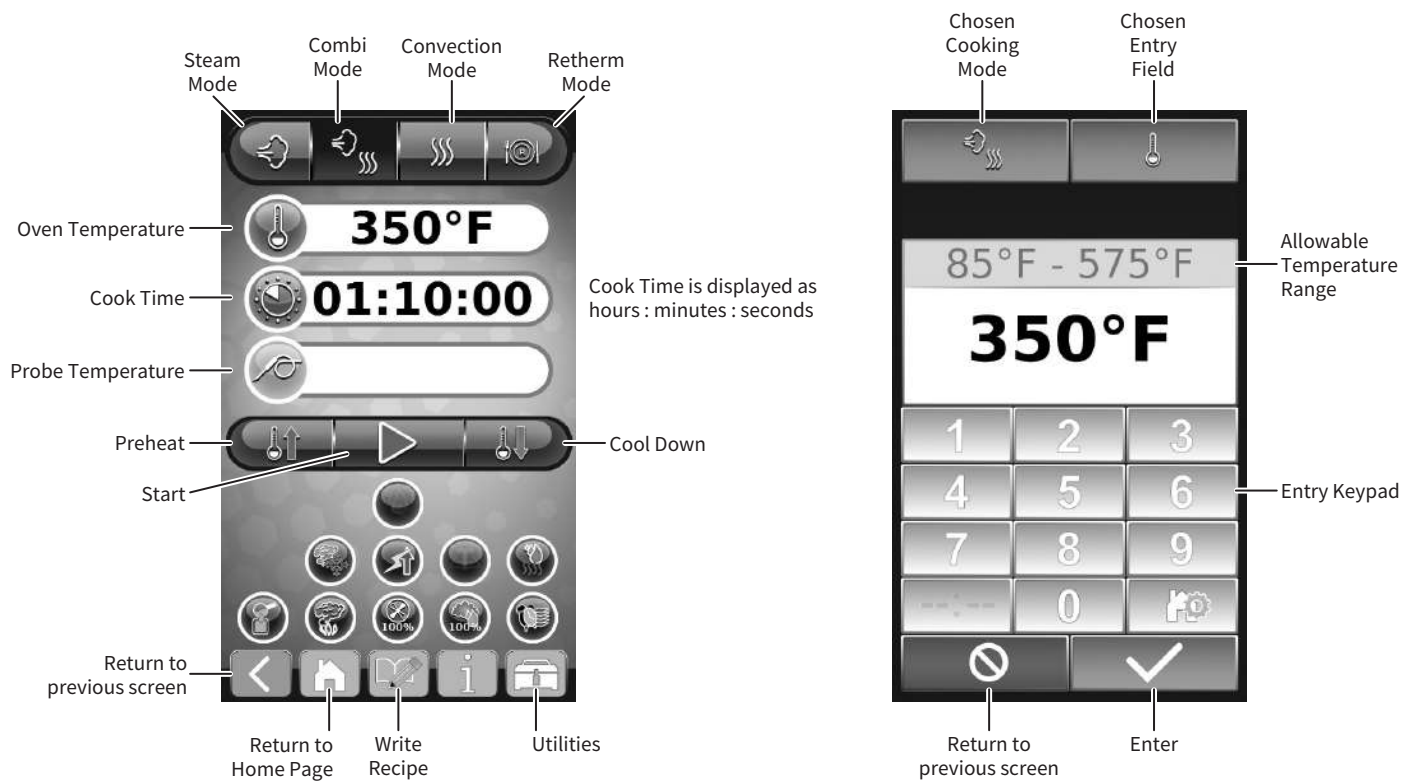 Steam
Mode
Combi
Mode
Convection
Mode
Retherm
Mode
R
Oven Temperature
350°F
Cook Time
01:10:00
Cook Time is displayed as
hours : minutes : seconds
Probe Temperature
Preheat
Cool Down
Start
100%
100%
Return to
previous screen
i
Return to
Home Page
Write
Recipe
Utilities
Chosen
Cooking
Mode
Chosen
Entry
Field
85°F - 575°F
Allowable
Temperature
Range
350°F
1 2 3
4 5 6
Entry Keypad
7 8 9
--:--
0
Return to
previous screen
Enter